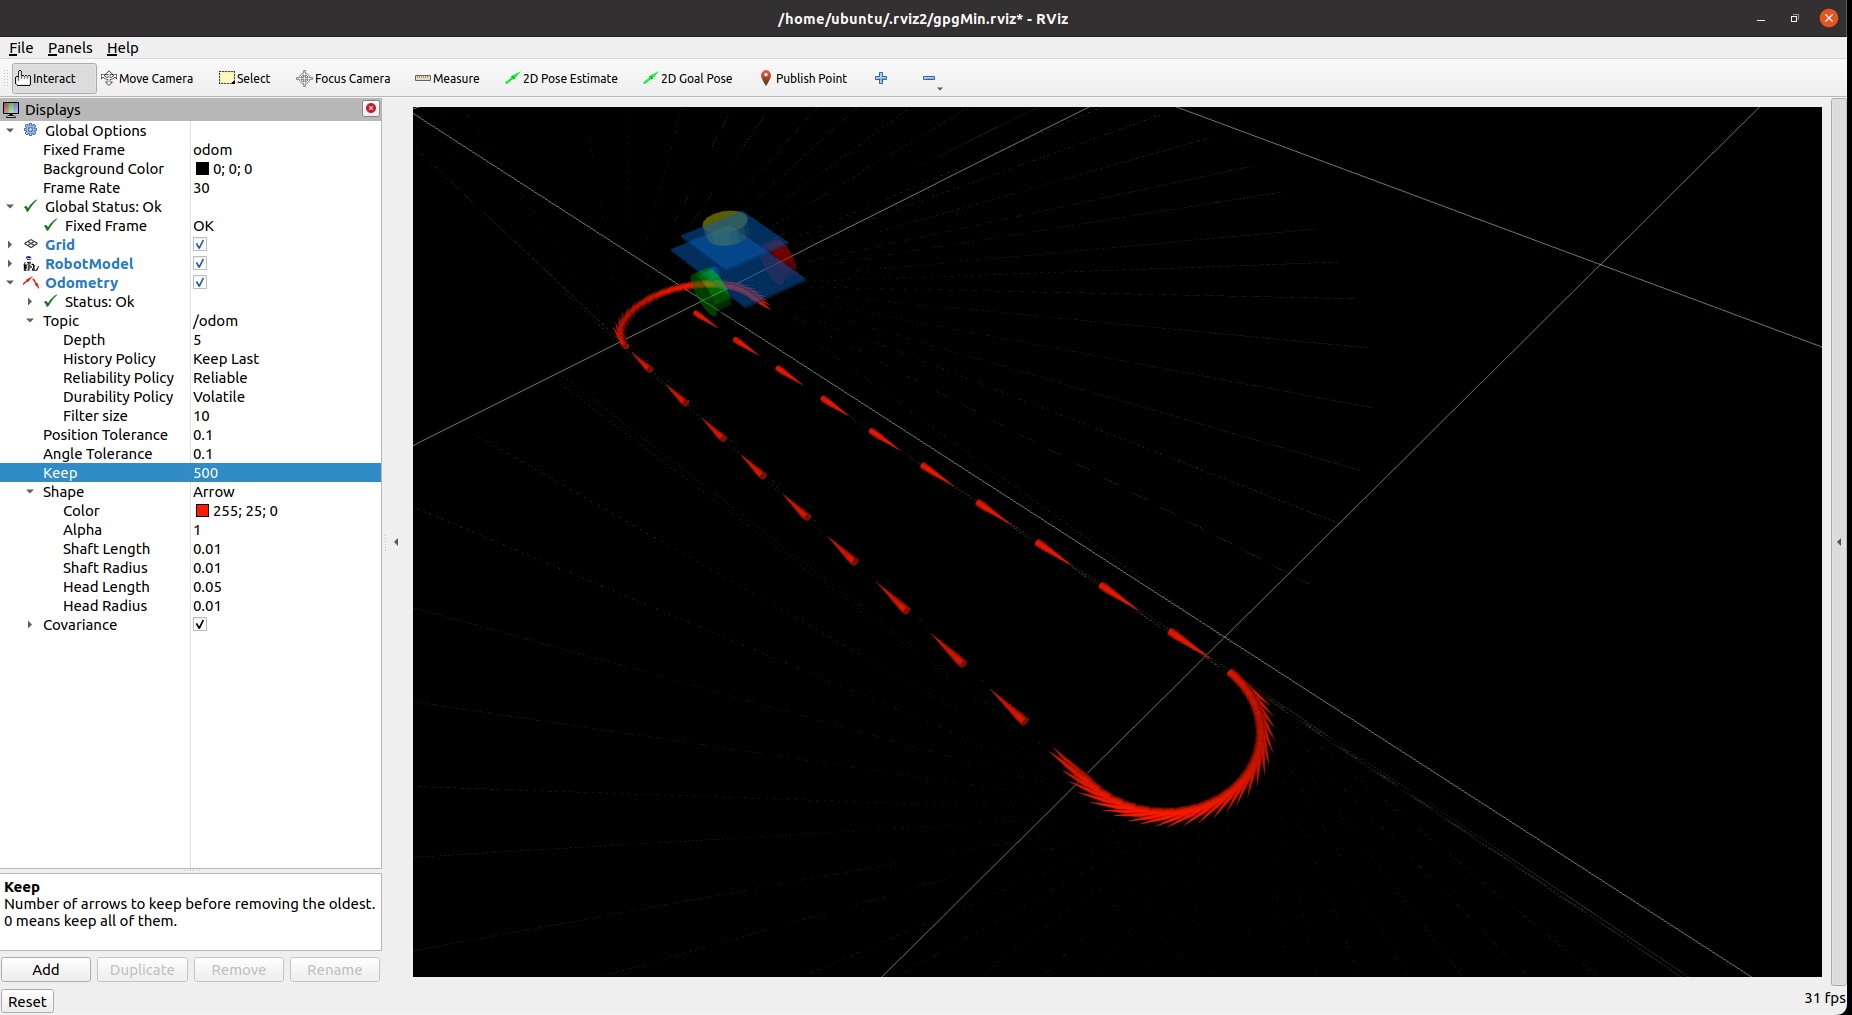 /home/ubuntu/.rviz2/gpgMin.rviz* - RViz
File Panels Help
Interact Move Camera Select Focus Camera Measure 2D Pose Estimate 2D Goal Pose Publish Point
Displays
Global Options
Fixed Frame odom
Background Color 0; 0; 0
Frame Rate 30
Global Status: Ok
Fixed Frame OK
Grid
RobotModel
Odometry
Status: Ok
Topic /odom
Depth 5
History Policy Keep Last
Reliability Policy Reliable
Durability Policy Volatile
Filter size 10
Position Tolerance 0.1
Angle Tolerance 0.1
Keep 500
Shape Arrow
Color 255; 25; 0
Alpha 1
Shaft Length 0.01
Shaft Radius 0.01
Head Length 0.05
Head Radius 0.01
Covariance
Keep
Number of arrows to keep before removing the oldest.
0 means keep all of them.
Add Duplicate Remove Rename
Reset
31 fps